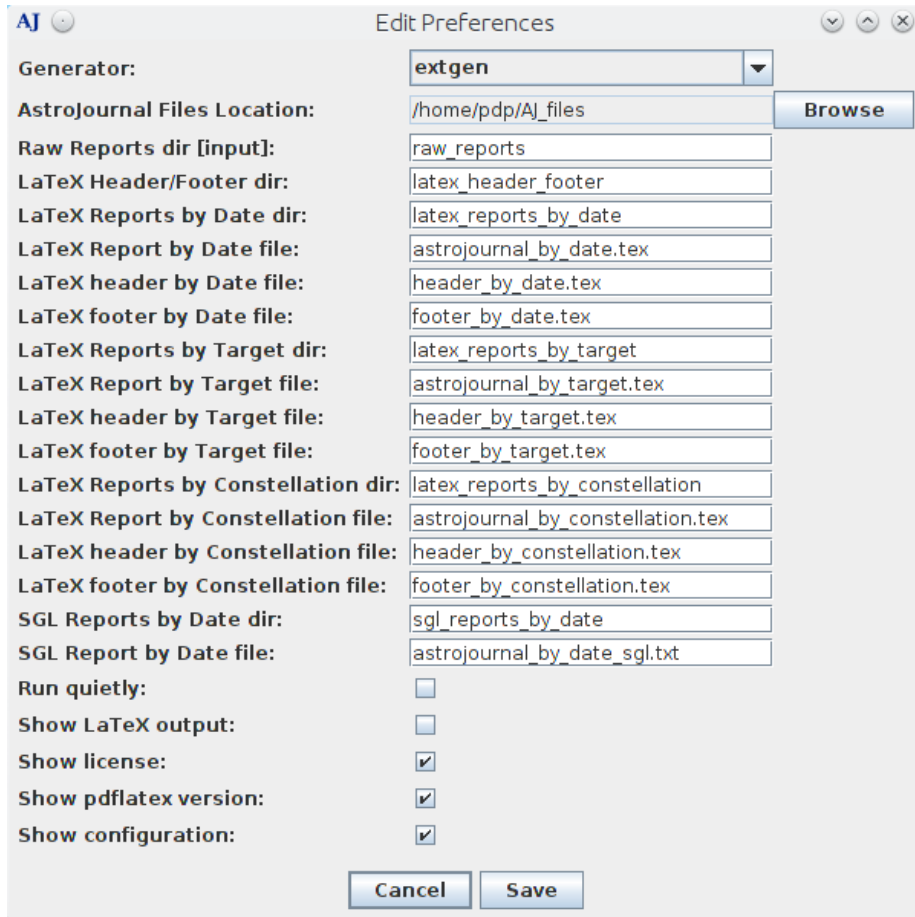 AJ Edit Preferences
Generator: extgen
AstroJournal Files Location: /home/pdp/AJ_files Browse
Raw Reports dir [input]: raw_reports
LaTeX Header/Footer dir: latex_header_footer
LaTeX Reports by Date dir: latex_reports_by_date
LaTeX Report by Date file: astrojournal_by_date.tex
LaTeX header by Date file: header_by_date.tex
LaTeX footer by Date file: footer_by_date.tex
LaTeX Reports by Target dir: latex_reports_by_target
LaTeX Report by Target file: astrojournal_by_target.tex
LaTeX header by Target file: header_by_target.tex
LaTeX footer by Target file: footer_by_target.tex
LaTeX Reports by Constellation dir: latex_reports_by_constellation
LaTeX Report by Constellation file: astrojournal_by_constellation.tex
LaTeX header by Constellation file: header_by_constellation.tex
LaTeX footer by Constellation file: footer_by_constellation.tex
SGL Reports by Date dir: sgl_reports_by_date
SGL Report by Date file: astrojournal_by_date_sgl.txt
Run quietly:
Show LaTeX output:
Show license:
Show pdflatex version:
Show configuration:
Cancel Save